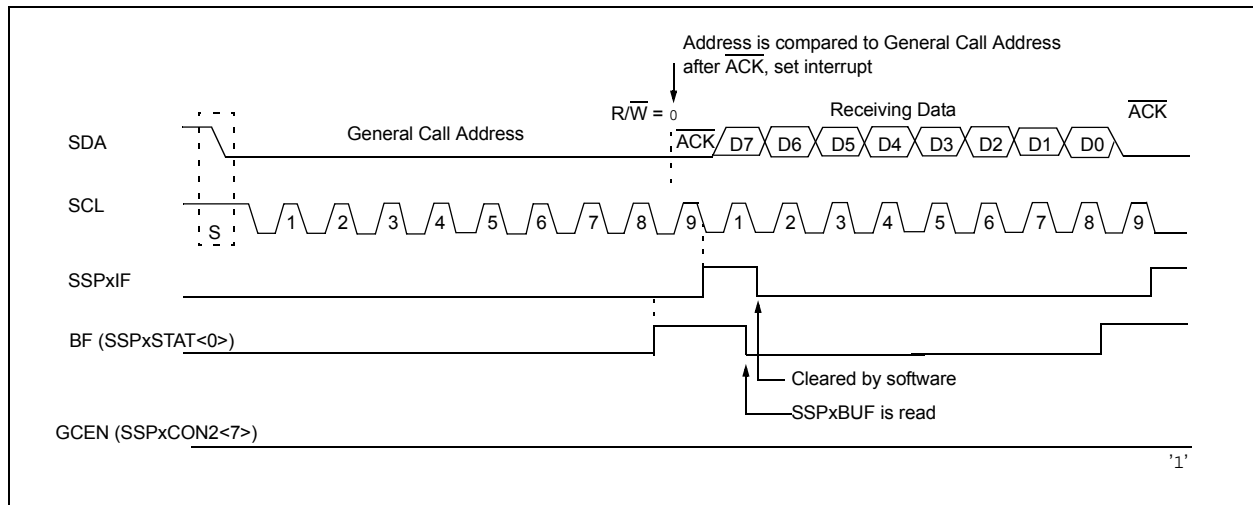 Address is compared to General Call Address
after ACK, set interrupt
R/W = 0
Receiving Data
ACK
General Call Address
SDA
ACK D7 D6 D5 D4 D3 D2 D1 D0
SCL
S
1 2 3 4 5 6 7 8 9 1 2 3 4 5 6 7 8 9
SSPxIF
BF (SSPxSTAT<0>)
Cleared by software
SSPxBUF is read
GCEN (SSPxCON2<7>)
'1'